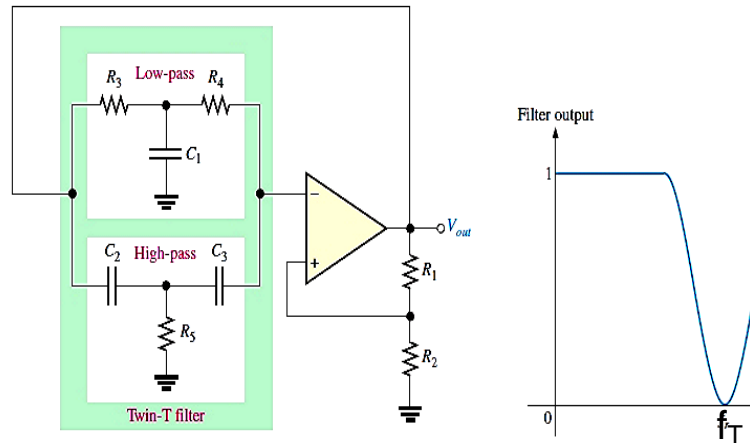 Low-pass
R3
R4
C1
C2
High-pass
C3
R5
Twin-T filter
−
+
Vout
R1
R2
Filter output
1
0
fT